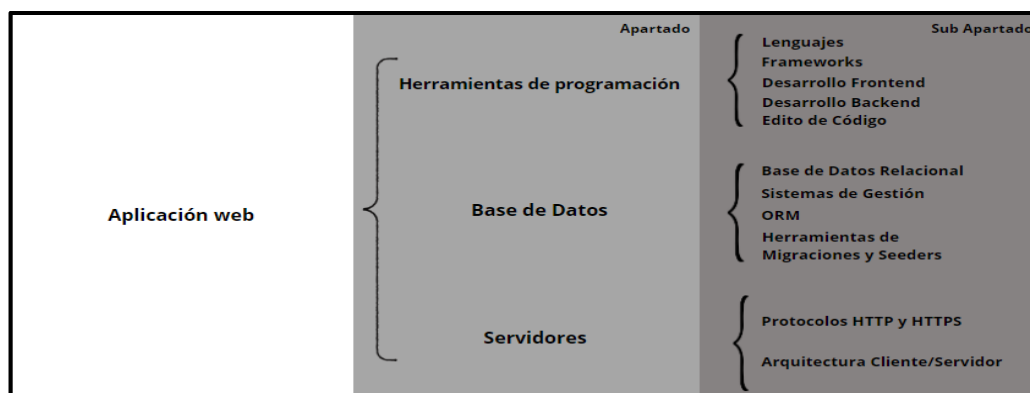 Apartado
Sub Apartado
Aplicación web
Herramientas de programación
Lenguajes
Frameworks
Desarrollo Frontend
Desarrollo Backend
Edito de Código
Base de Datos
Base de Datos Relacional
Sistemas de Gestión
ORM
Herramientas de
Migraciones y Seeders
Servidores
Protocolos HTTP y HTTPS
Arquitectura Cliente/Servidor